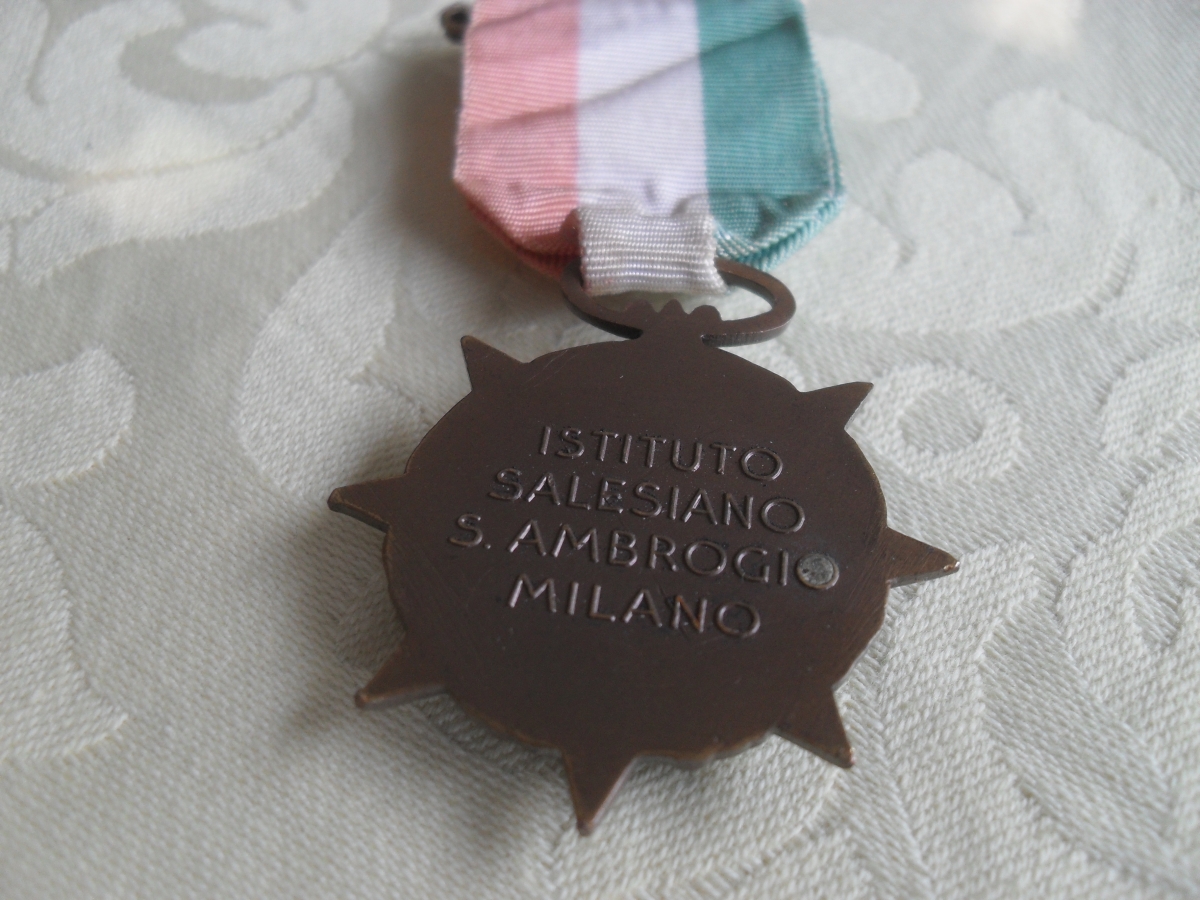 ISTITUTO
SALESIANO
S. AMBROGIO
MILANO